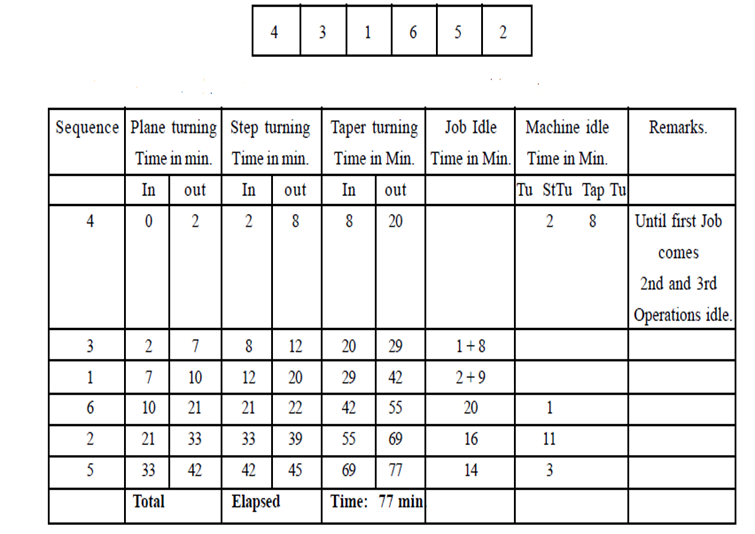 4 3 1 6 5 2
Sequence Plane turning Step turning Taper turning Job Idle Machine idle Remarks.
Time in min. Time in min. Time in Min. Time in Min. Time in Min.
In out In out In out Tu StTu Tap Tu
4 0 2 2 8 8 20 2 8 Until first Job
comes
2nd and 3rd
Operations idle.
3 2 7 8 12 20 29 1+8
1 7 10 12 20 29 42 2+9
6 10 21 21 22 42 55 20 1
2 21 33 33 39 55 69 16 11
5 33 42 42 45 69 77 14 3
Total Elapsed Time: 77 min